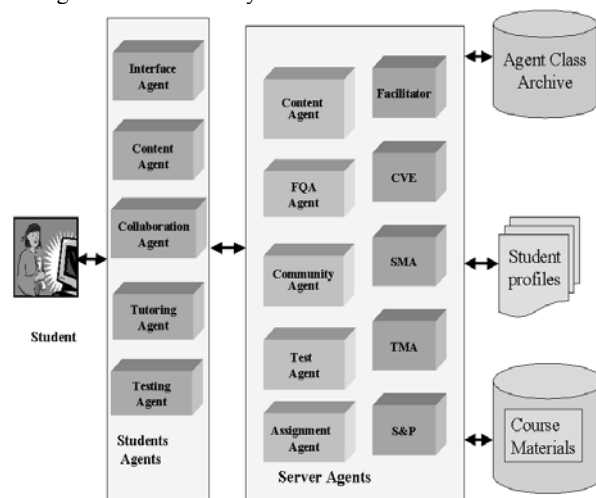 Interface
Agent
Content
Agent
Collaboration
Agent
Tutoring
Agent
Testing
Agent
Students
Agents
Student
Content
Agent
FQA
Agent
Community
Agent
Test
Agent
Assignment
Agent
Facilitator
CVE
SMA
TMA
S&P
Server Agents
Agent Class
Archive
Student
profiles
Course
Materials